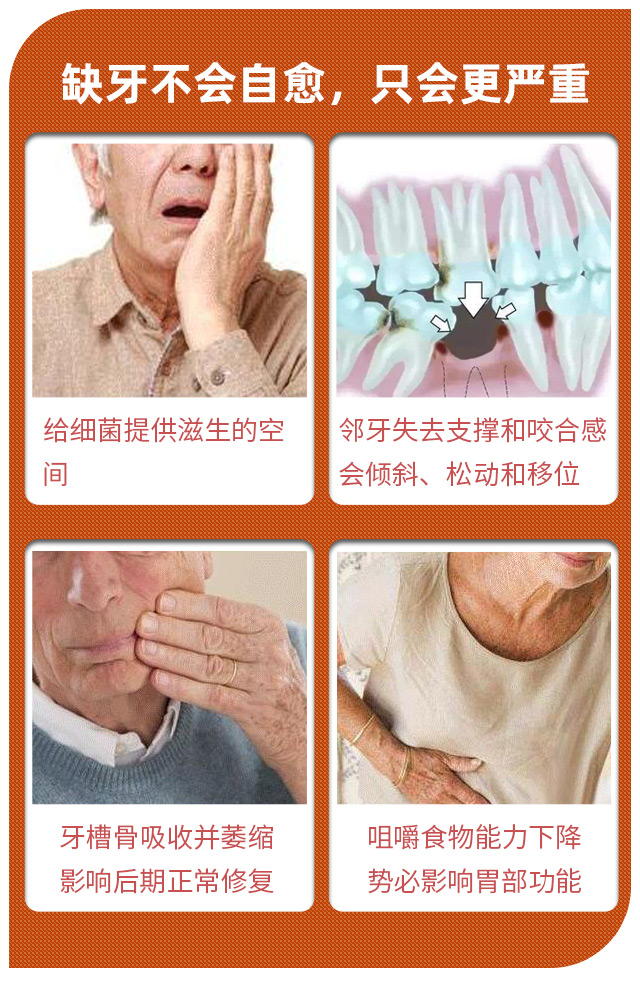 缺牙不会自愈，只会更严重
给细菌提供滋生的空
间
邻牙失去支撑和咬合感
会倾斜、松动和移位
牙槽骨吸收并萎缩
影响后期正常修复
咀嚼食物能力下降
势必影响胃部功能